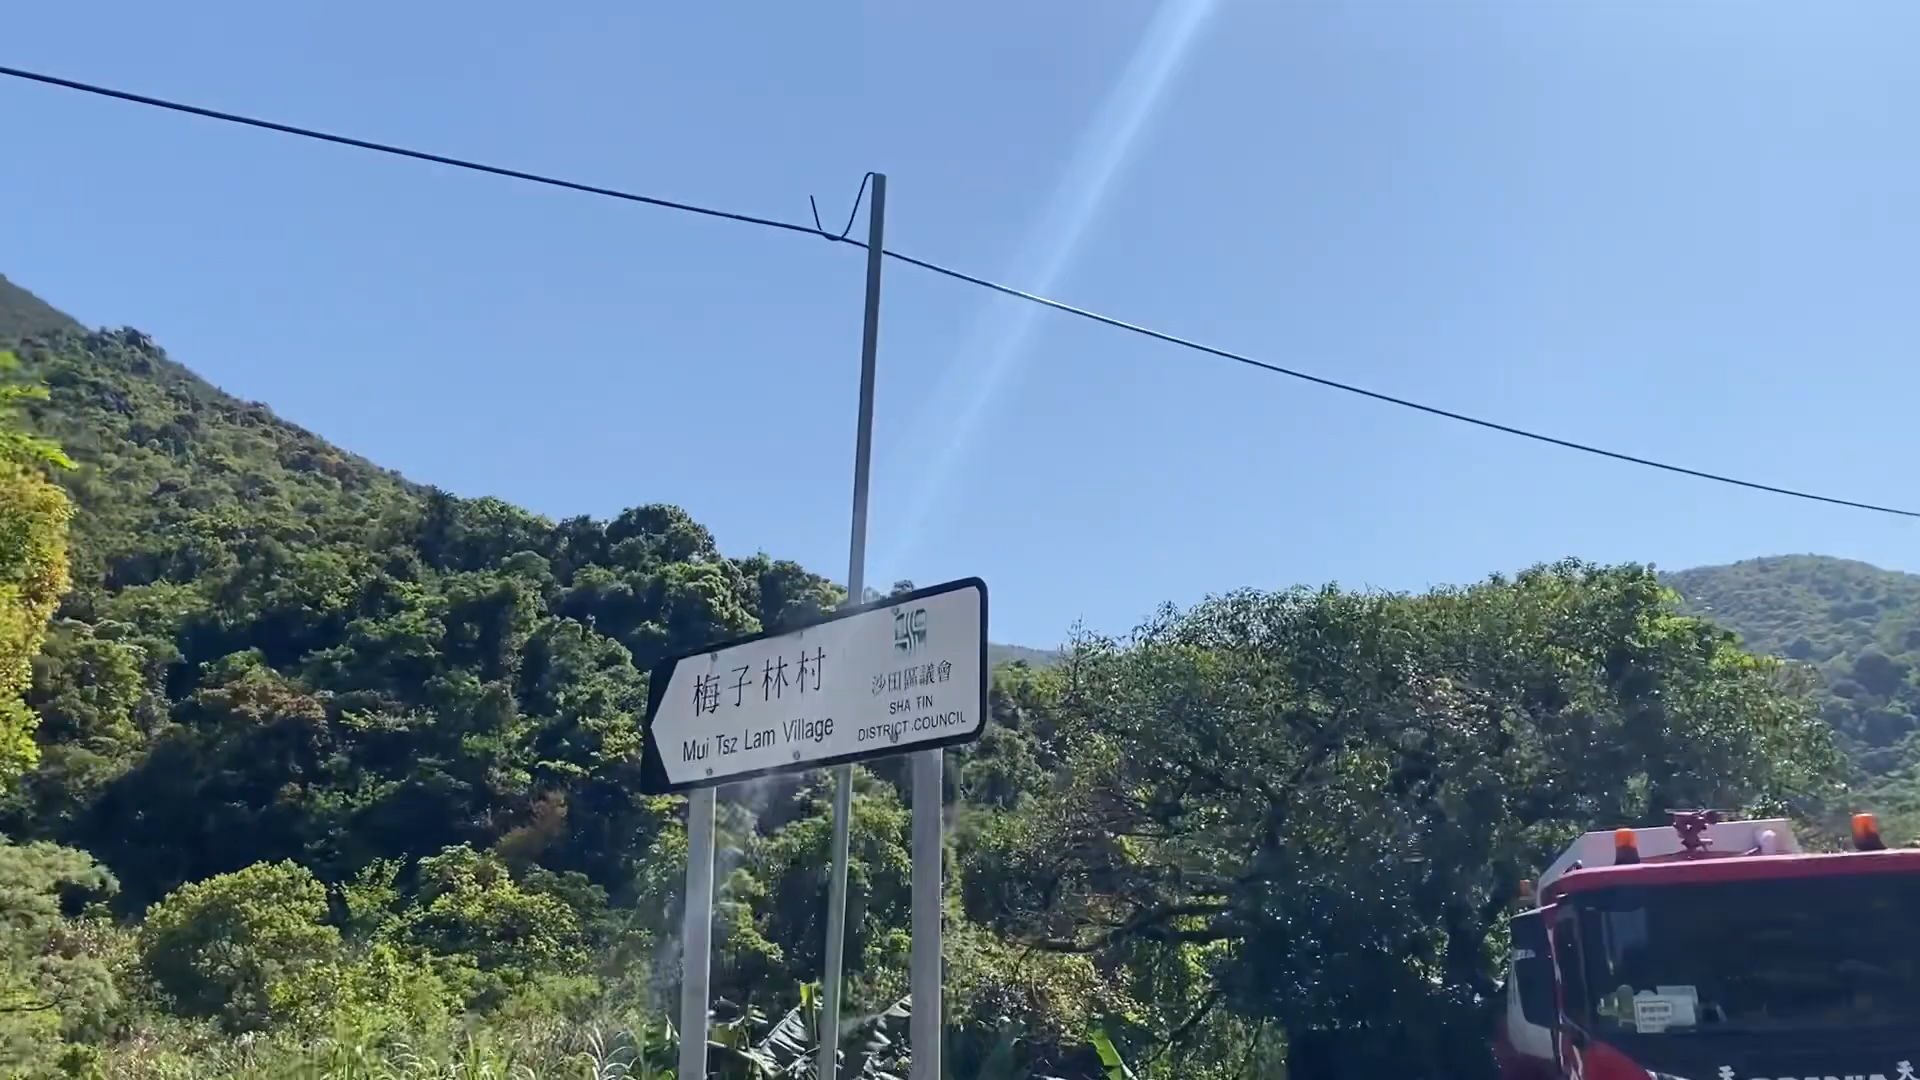 梅子林村
Mui Tsz Lam Village
沙田區議會
SHA TIN
DISTRICT COUNCIL